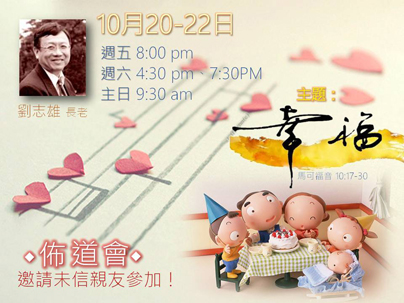 10月20-22日
週五 8:00 pm
週六 4:30 pm、7:30PM
主日 9:30 am
劉志雄 長老
主題：
幸福
馬可福音 10:17-30
佈道會
邀請未信親友參加！